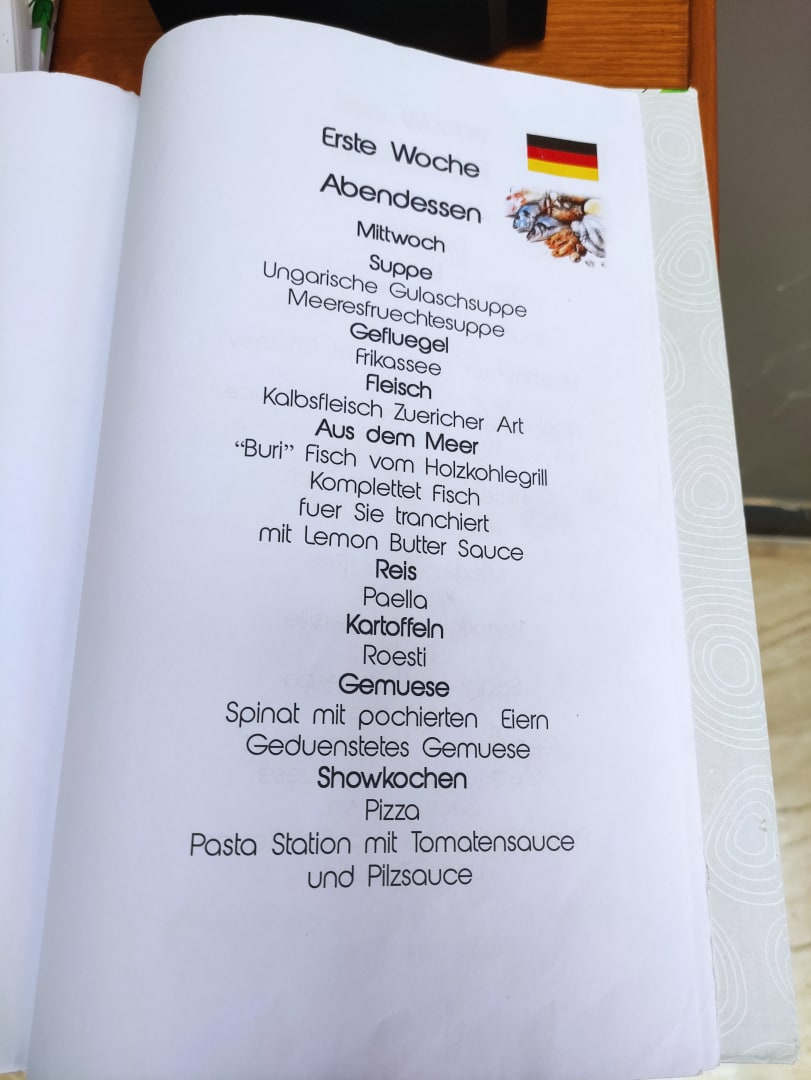 Erste Woche
Abendessen
Mittwoch
Suppe
Ungarische Gulaschsuppe
Meeresfruechtesuppe
Gefluegel
Frikassee
Fleisch
Kalbsfleisch Zuericher Art
Aus dem Meer
“Buri” Fisch vom Holzkohlegrill
Komplettet Fisch
fuer Sie tranchiert
mit Lemon Butter Sauce
Reis
Paella
Kartoffeln
Roesti
Gemuese
Spinat mit pochierten Eiern
Geduenstetes Gemuese
Showkochen
Pizza
Pasta Station mit Tomatensauce
und Pilzsauce